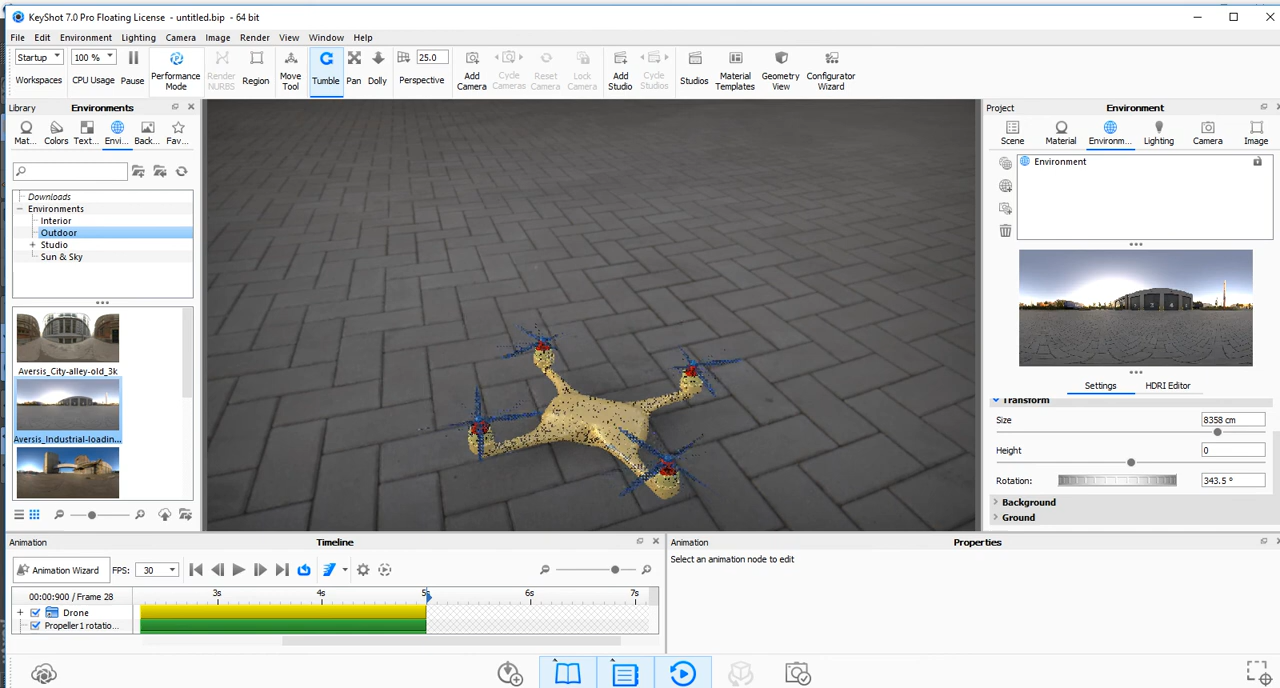 KeyShot 7.0 Pro Floating License - untitled.bip - 64 bit
File Edit Environment Lighting Camera Image Render View Window Help
Startup 100 % 25.0
Workspaces CPU Usage Pause Performance Mode Render NURBS Region Move Tool Tumble Pan Dolly Perspective Add Camera Cycle Cameras Reset Camera Lock Camera Add Studio Cycle Studios Studios Material Templates Geometry View Configurator Wizard
Library Environments
Mat... Colors Text... Envi... Back... Fav...
Downloads
Environments
Interior
Outdoor
Studio
Sun & Sky
Aversis_City-alley-old_3k
Aversis_Industrial-loadin...
Project Environment
Scene Material Environm... Lighting Camera Image
Environment
Settings HDRI Editor
Transform
Size 8358 cm
Height 0
Rotation: 343.5 °
Background
Ground
Animation Timeline
Animation Wizard FPS: 30
00:00:900 / Frame 28 3s 4s 5s 6s 7s
Drone
Propeller1 rotatio...
Animation Properties
Select an animation node to edit